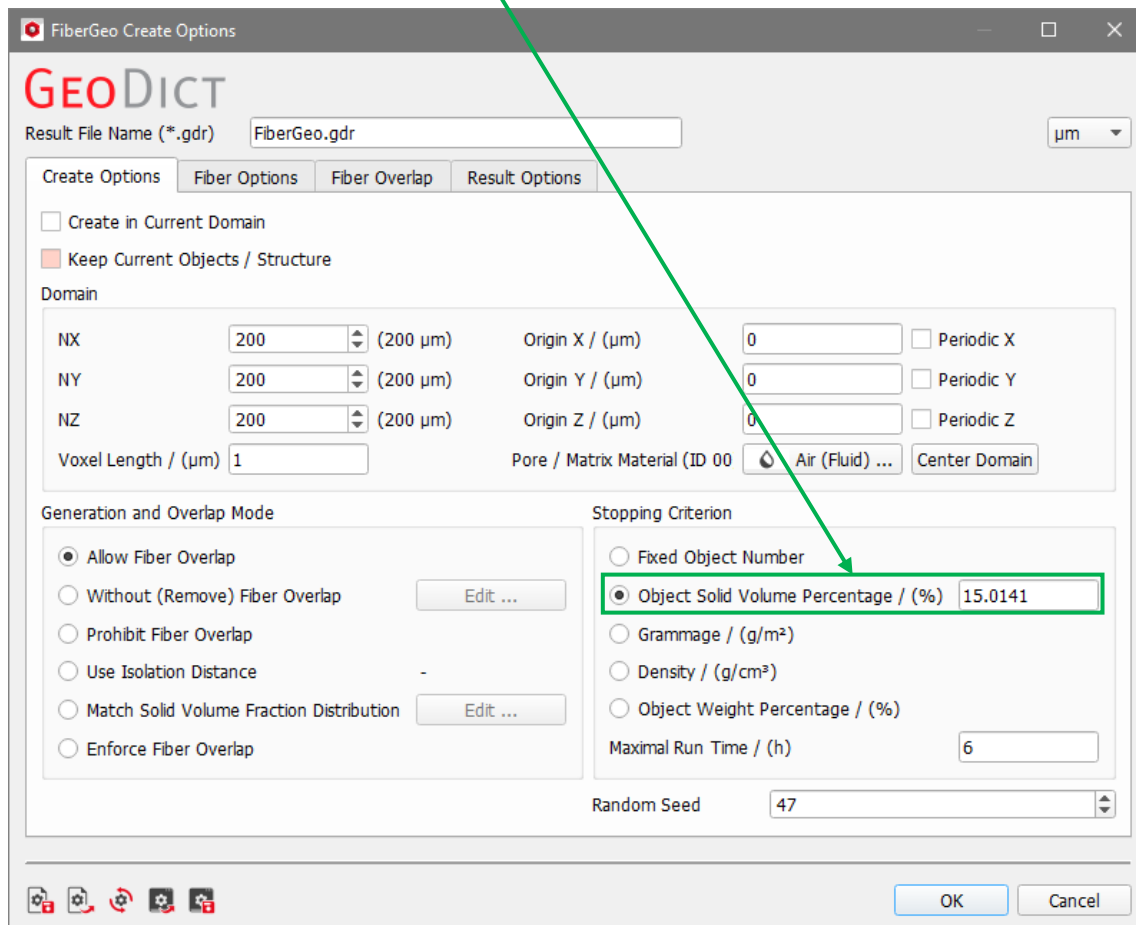 FiberGeo Create Options
GEODICT
Result File Name (*.gdr) FiberGeo.gdr µm
Create Options Fiber Options Fiber Overlap Result Options
Create in Current Domain
Keep Current Objects / Structure
Domain
NX 200 (200 µm) Origin X / (µm) 0 Periodic X
NY 200 (200 µm) Origin Y / (µm) 0 Periodic Y
NZ 200 (200 µm) Origin Z / (µm) 0 Periodic Z
Voxel Length / (µm) 1 Pore / Matrix Material (ID 00 Air (Fluid) ... Center Domain
Generation and Overlap Mode
Allow Fiber Overlap
Without (Remove) Fiber Overlap Edit ...
Prohibit Fiber Overlap
Use Isolation Distance -
Match Solid Volume Fraction Distribution Edit ...
Enforce Fiber Overlap
Stopping Criterion
Fixed Object Number
Object Solid Volume Percentage / (%) 15.0141
Grammage / (g/m²)
Density / (g/cm³)
Object Weight Percentage / (%)
Maximal Run Time / (h) 6
Random Seed 47
OK Cancel